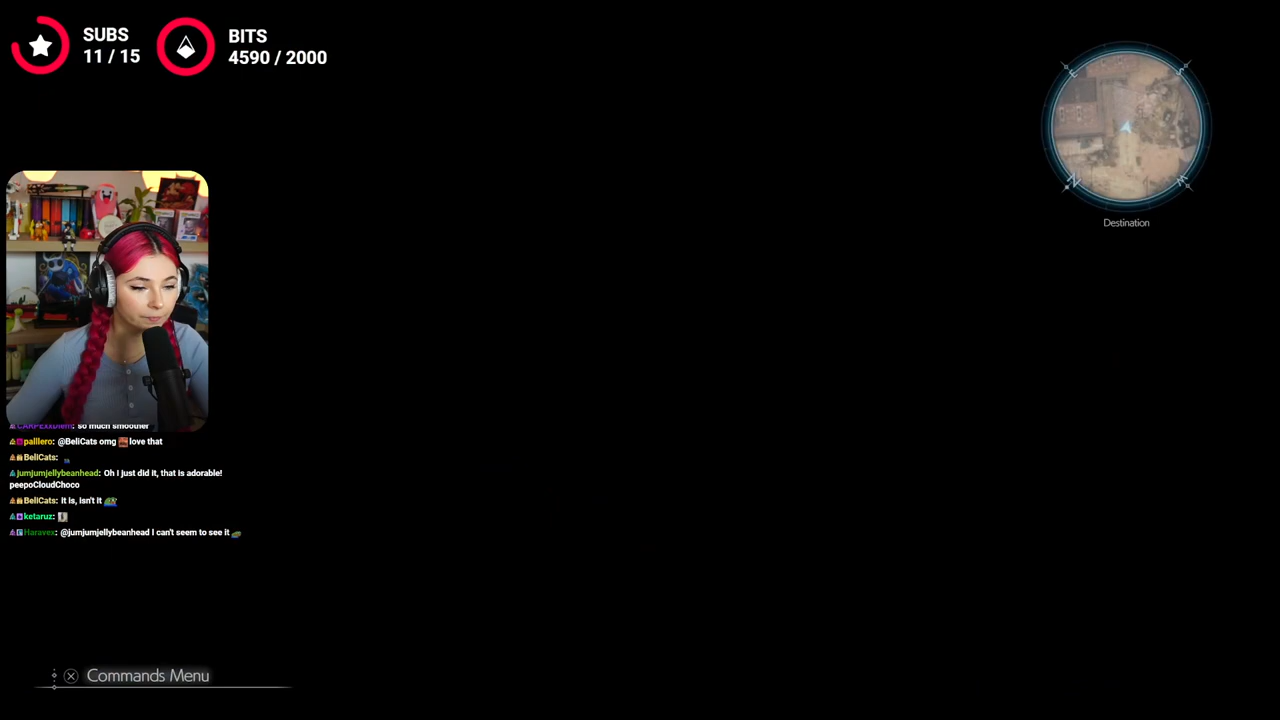 SUBS
11 / 15
BITS
4590 / 2000
E
S
N
W
Destination
CARPExxDiem: so much smoother
palllero: @BeliCats omg love that
BeliCats:
jumjumjellybeanhead: Oh I just did it, that is adorable!
peepoCloudChoco
BeliCats: It is, isn't it
ketaruz:
Haravex: @jumjumjellybeanhead I can't seem to see it
Commands Menu